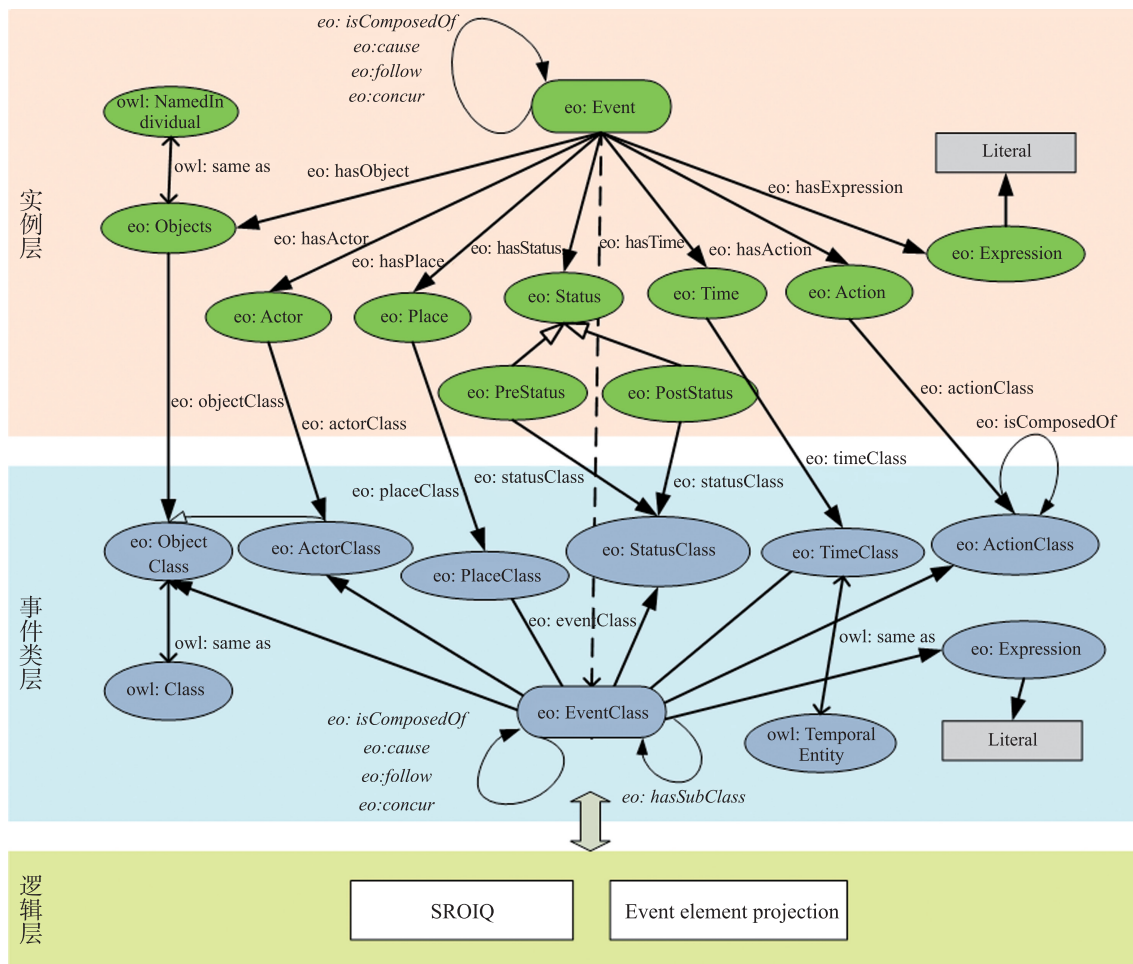 实例层
eo: isComposedOf
eo:cause
eo:follow
eo:concur
eo: Event
owl: NamedIn
dividual
owl: same as
eo: hasObject
eo: Objects
eo: hasActor
eo: hasPlace
eo: hasStatus
eo: hasTime
eo: hasAction
eo: hasExpression
Literal
eo: Expression
eo: Actor
eo: Place
eo: Status
eo: Time
eo: Action
eo: PreStatus
eo: PostStatus
eo: objectClass
eo: actorClass
eo: actionClass
eo: isComposedOf
事件类层
eo: placeClass
eo: statusClass
eo: statusClass
eo: timeClass
eo: Object
Class
eo: ActorClass
eo: PlaceClass
eo: StatusClass
eo: TimeClass
eo: ActionClass
eo: eventClass
owl: same as
owl: same as
eo: Expression
owl: Class
eo: EventClass
owl: Temporal
Entity
Literal
eo: isComposedOf
eo:cause
eo:follow
eo:concur
eo: hasSubClass
逻辑层
SROIQ
Event element projection